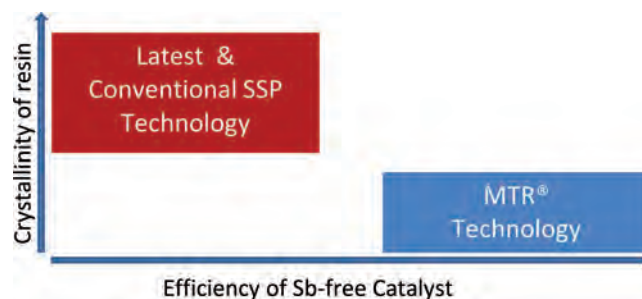 Crystallinity of resin
Latest &
Conventional SSP
Technology
MTR®
Technology
Efficiency of Sb-free Catalyst